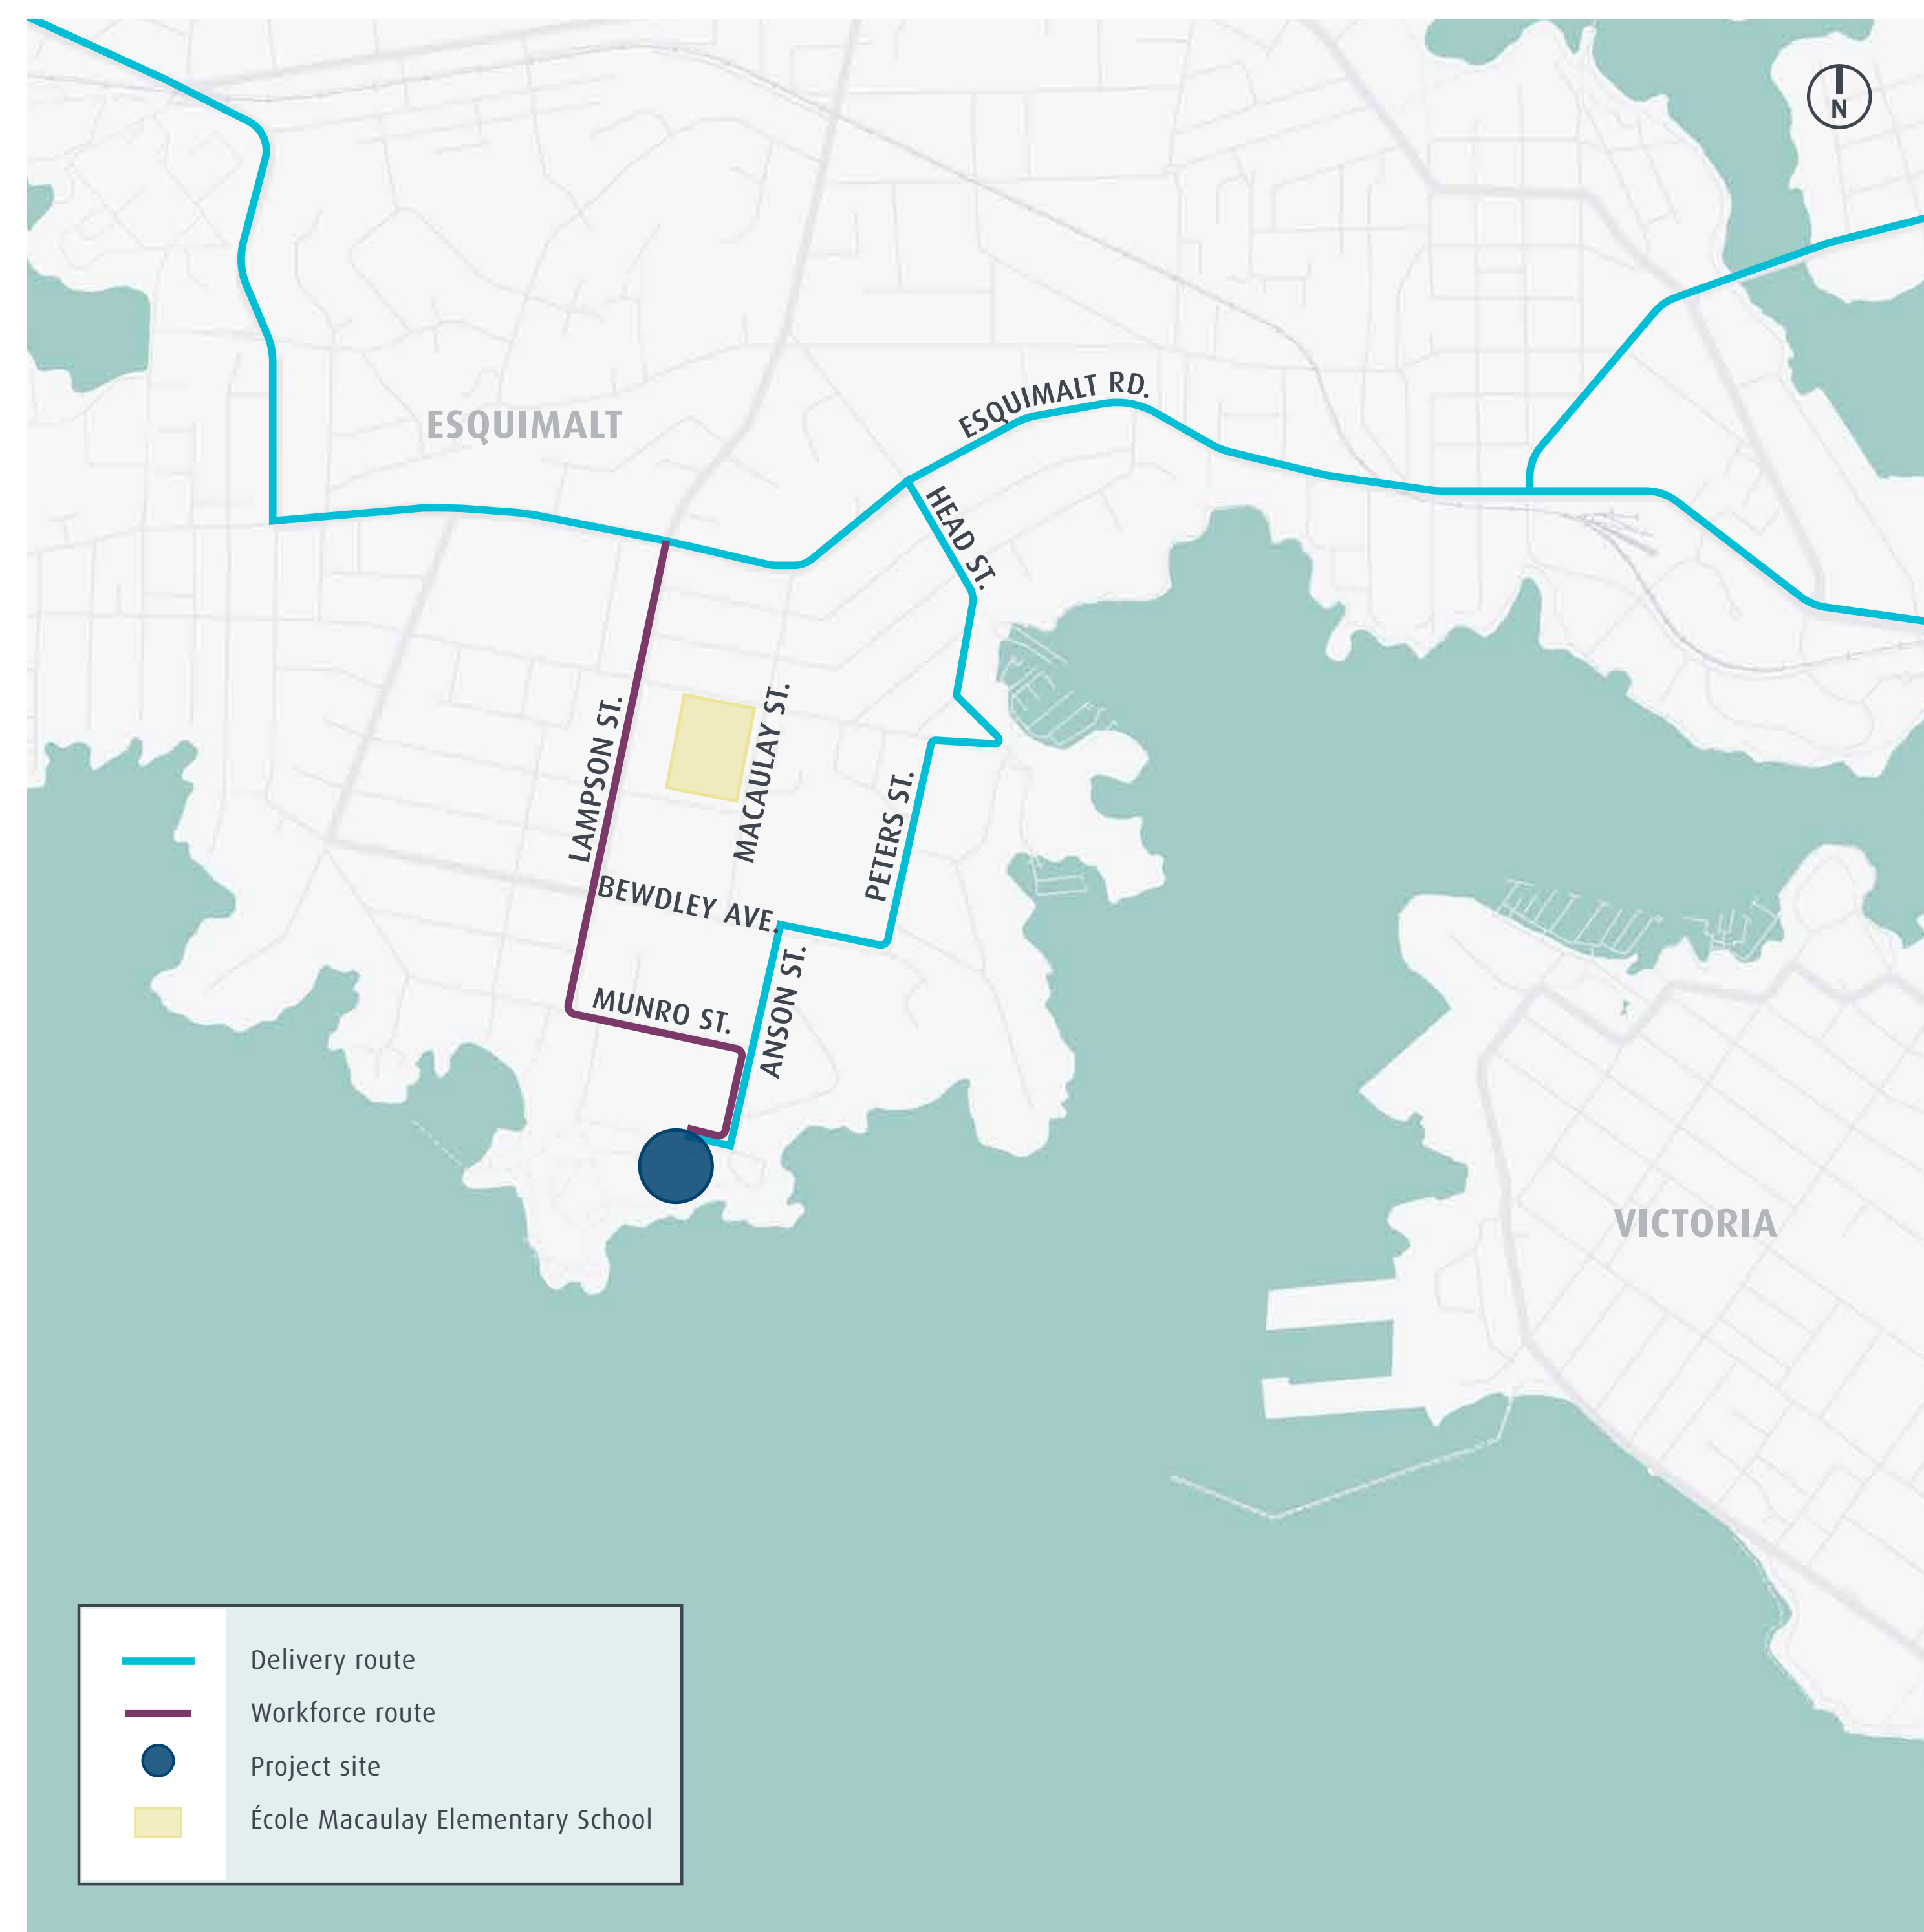 N
ESQUIMALT RD.
ESQUIMALT
HEAD ST.
LAMPSON ST.
MACAULAY ST.
PETERS ST.
BEWDLEY AVE.
ANSON ST.
MUNRO ST.
VICTORIA
Delivery route
Workforce route
Project site
École Macaulay Elementary School